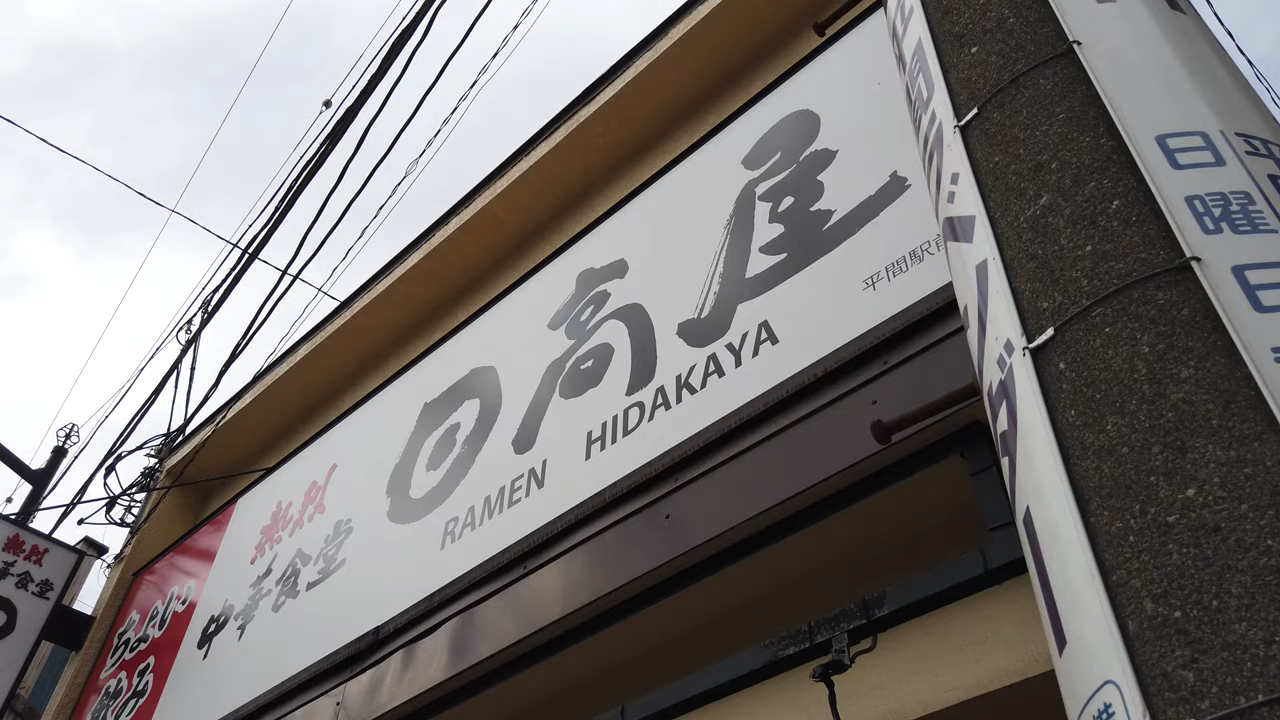 熱烈
中華食堂
日高屋
RAMEN HIDAKAYA
平間駅前
ちょい
飲み
熱烈
中華食堂
日
曜
日